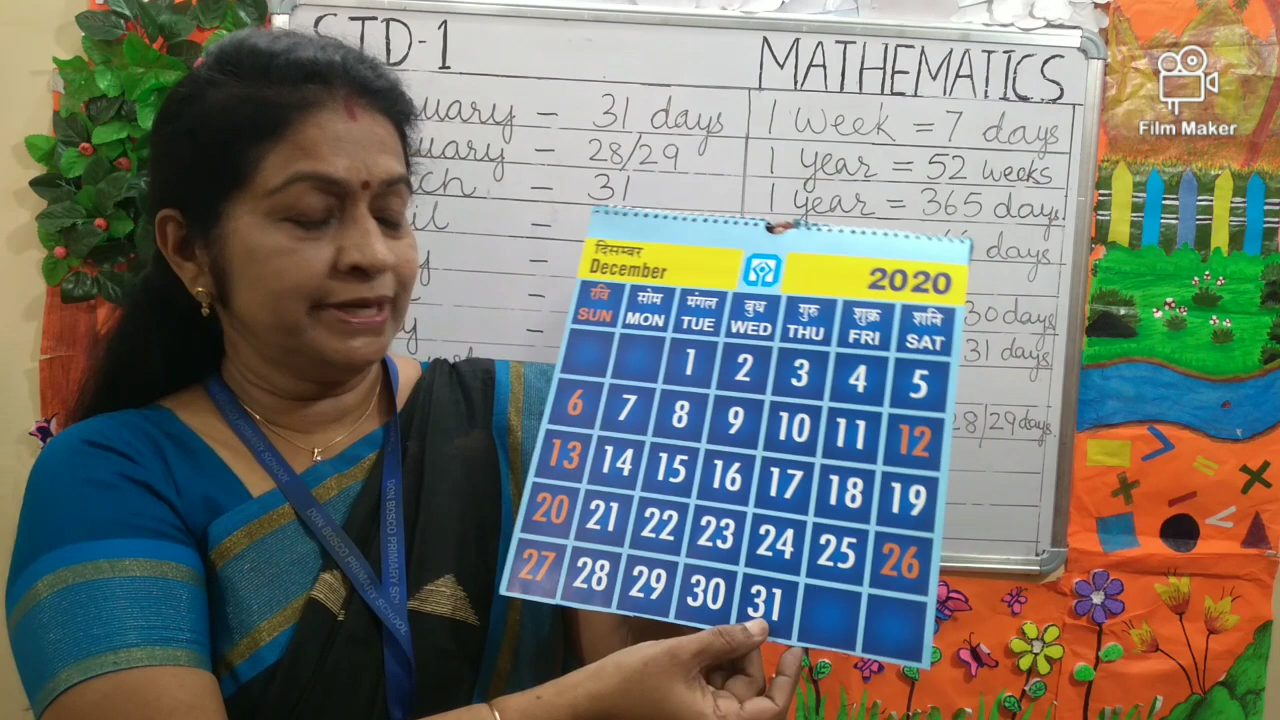 STD-1
MATHEMATICS
uary - 31 days
1 week = 7 days
uary - 28/29
1 year = 52 weeks
ch - 31
1 year = 365 days.
il =
days
-
30 days
-
31 days
28/29 days.
Film Maker
दिसम्बर
December
2020
रवि सोम मंगल बुध गुरु शुक्र शनि
SUN MON TUE WED THU FRI SAT
1 2 3 4 5
6 7 8 9 10 11 12
13 14 15 16 17 18 19
20 21 22 23 24 25 26
27 28 29 30 31
DON BOSCO PRIMARY SCHOOL
DON BOSCO PRIMARY SCHOOL